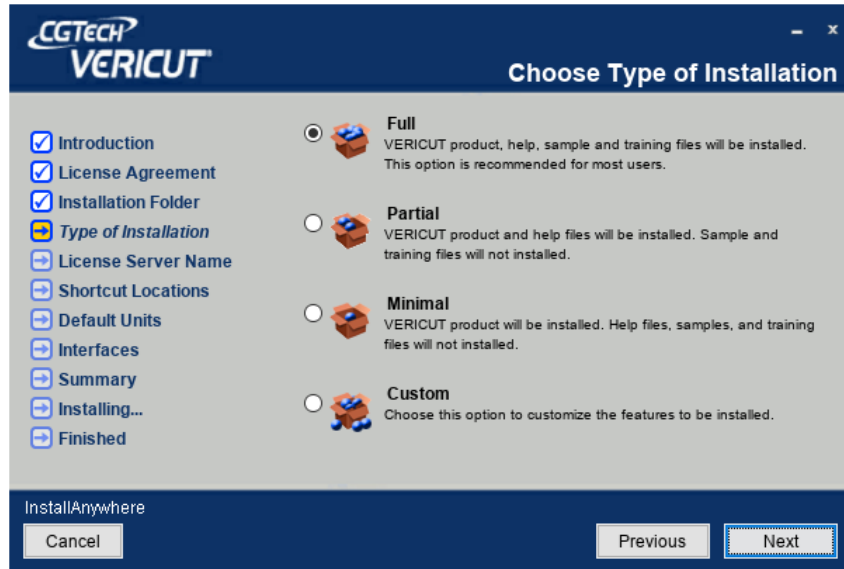 CGTECH
VERICUT
Choose Type of Installation
Introduction
License Agreement
Installation Folder
Type of Installation
License Server Name
Shortcut Locations
Default Units
Interfaces
Summary
Installing...
Finished
Full
VERICUT product, help, sample and training files will be installed.
This option is recommended for most users.
Partial
VERICUT product and help files will be installed. Sample and
training files will not installed.
Minimal
VERICUT product will be installed. Help files, samples, and training
files will not installed.
Custom
Choose this option to customize the features to be installed.
InstallAnywhere
Cancel
Previous
Next